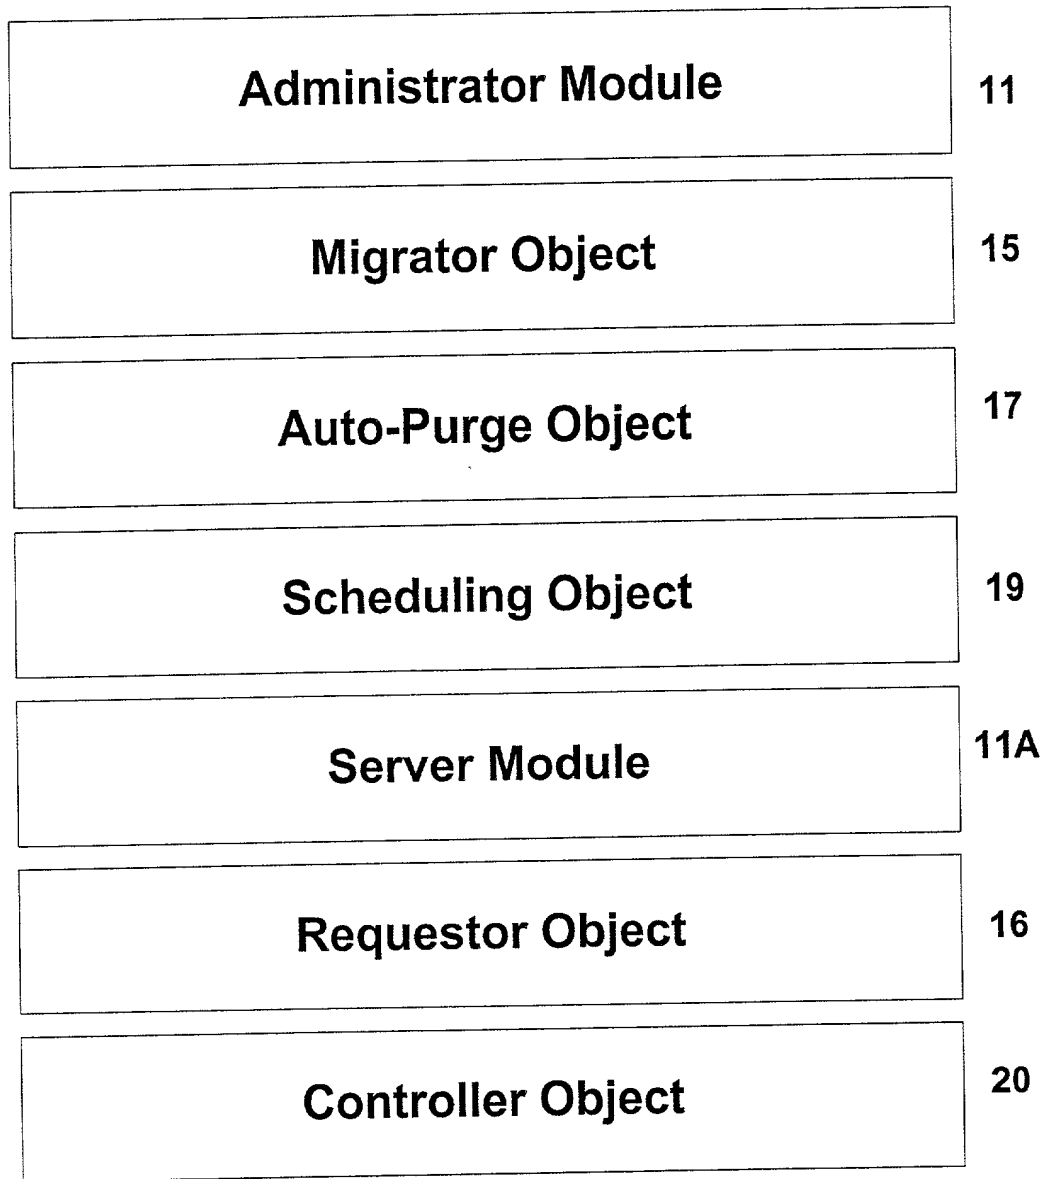 Administrator Module 11
Migrator Object 15
Auto-Purge Object 17
Scheduling Object 19
Server Module 11A
Requestor Object 16
Controller Object 20